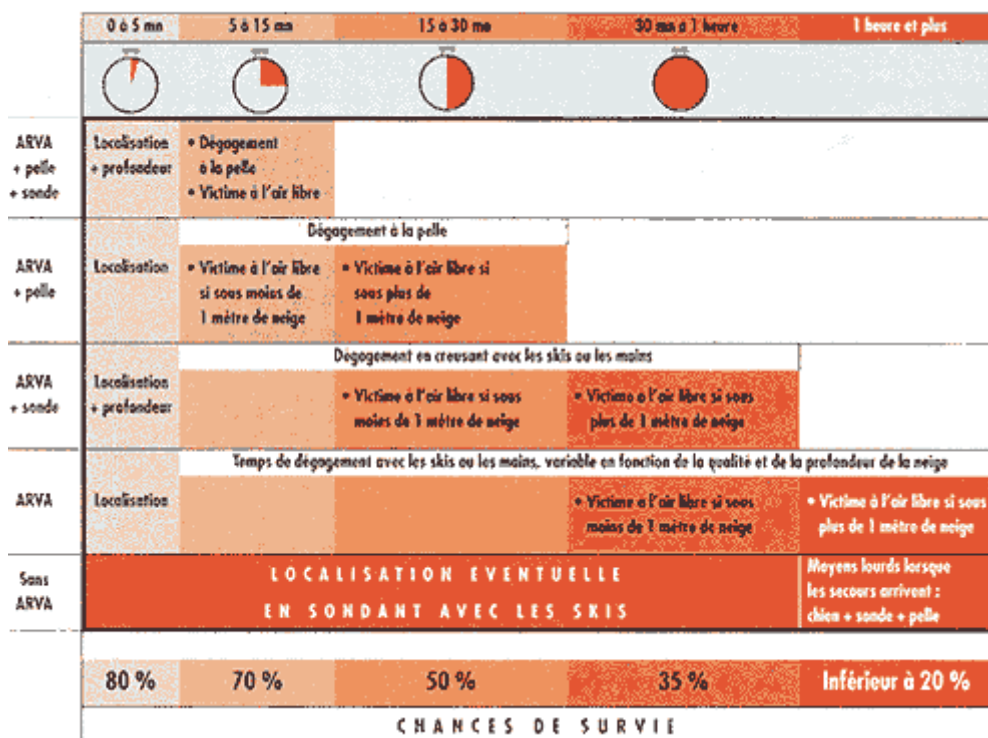 0 à 5 mn 5 à 15 mn 15 à 30 mn 30 mn à 1 heure 1 heure et plus
ARVA
+ pelle
+ sonde
Localisation
+ profondeur
• Dégagement
à la pelle
• Victime à l'air libre
Dégagement à la pelle
ARVA
+ pelle
Localisation
• Victime à l'air libre
si sous moins de
1 mètre de neige
• Victime à l'air libre si
sous plus de
1 mètre de neige
Dégagement en creusant avec les skis ou les mains
ARVA
+ sonde
Localisation
+ profondeur
• Victime à l'air libre si sous
moins de 1 mètre de neige
• Victime à l'air libre si sous
plus de 1 mètre de neige
Temps de dégagement avec les skis ou les mains, variable en fonction de la qualité et de la profondeur de la neige
ARVA
Localisation
• Victime à l'air libre si sous
moins de 1 mètre de neige
• Victime à l'air libre si sous
plus de 1 mètre de neige
Sans
ARVA
LOCALISATION EVENTUELLE
EN SONDANT AVEC LES SKIS
Moyens lourds lorsque
les secours arrivent :
chien + sonde + pelle
80 % 70 % 50 % 35 % Inférieur à 20 %
CHANCES DE SURVIE